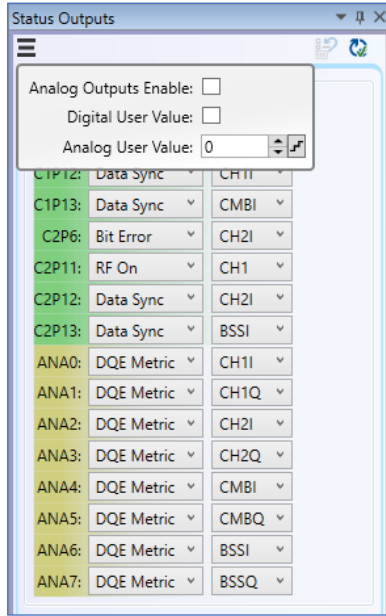 Status Outputs
Analog Outputs Enable:
Digital User Value:
Analog User Value: 0
C1P12: Data Sync CH1I
C1P13: Data Sync CMBI
C2P6: Bit Error CH2I
C2P11: RF On CH1
C2P12: Data Sync CH2I
C2P13: Data Sync BSSI
ANA0: DQE Metric CH1I
ANA1: DQE Metric CH1Q
ANA2: DQE Metric CH2I
ANA3: DQE Metric CH2Q
ANA4: DQE Metric CMBI
ANA5: DQE Metric CMBQ
ANA6: DQE Metric BSSI
ANA7: DQE Metric BSSQ